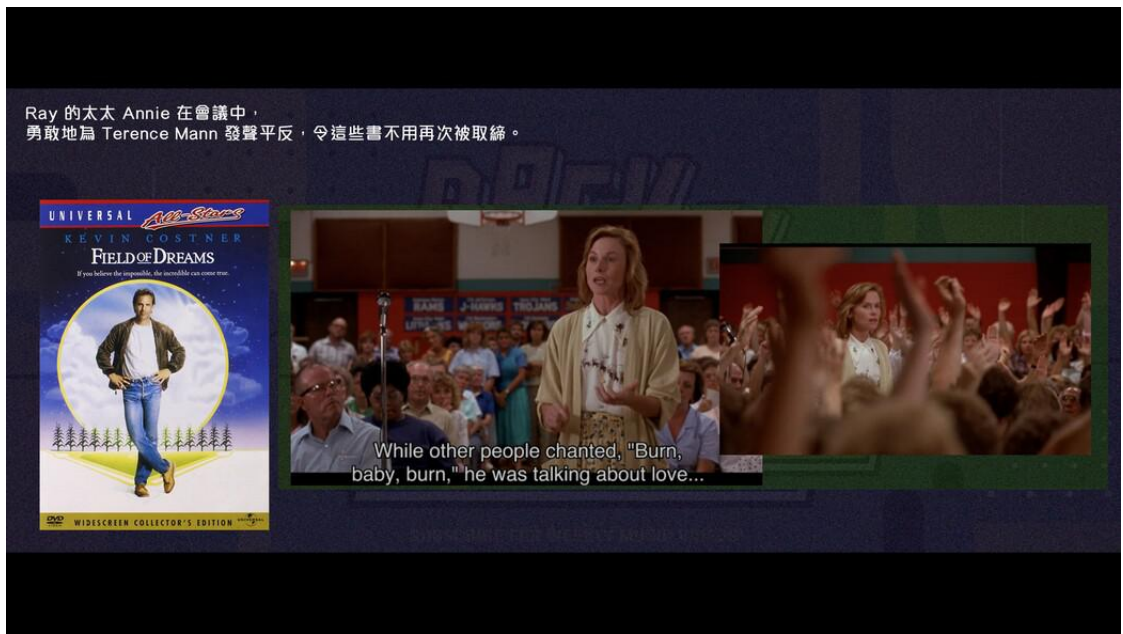 Ray 的太太 Annie 在會議中，
勇敢地為 Terence Mann 發聲平反，令這些書不用再次被取締。
UNIVERSAL All-Stars
KEVIN COSTNER
FIELD OF DREAMS
If you believe the impossible, the incredible can come true.
DVD WIDESCREEN COLLECTOR'S EDITION UNIVERSAL
RAMS J-HAWKS TROJANS
While other people chanted, "Burn,
baby, burn," he was talking about love...